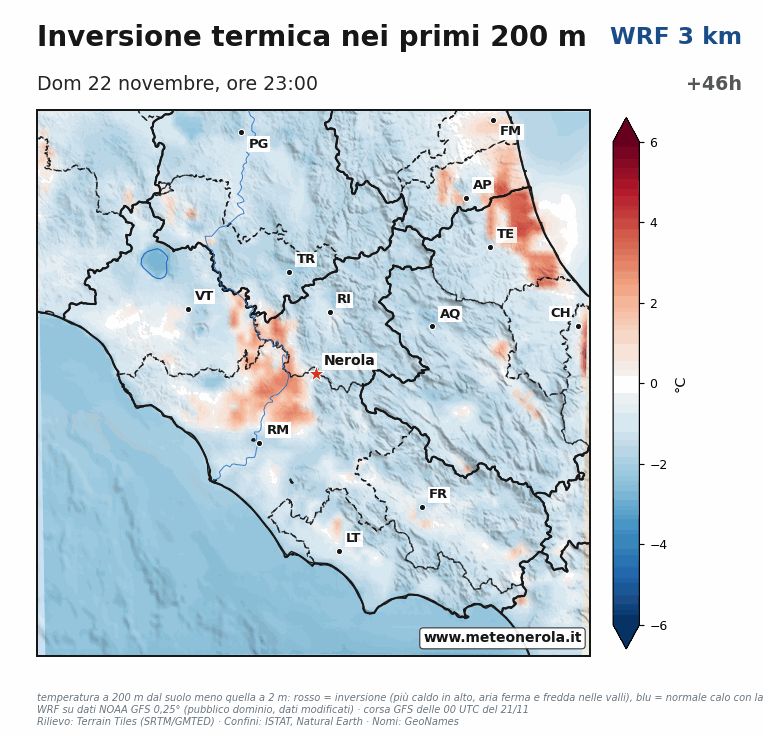 Inversione termica nei primi 200 m WRF 3 km
Dom 22 novembre, ore 23:00 +46h
FM
PG
AP
TE
TR
VT
RI
AQ
CH
Nerola
RM
FR
LT
6
4
2
0
−2
−4
−6
°C
www.meteonerola.it
temperatura a 200 m dal suolo meno quella a 2 m: rosso = inversione (più caldo in alto, aria ferma e fredda nelle valli), blu = normale calo con la
WRF su dati NOAA GFS 0,25° (pubblico dominio, dati modificati) · corsa GFS delle 00 UTC del 21/11
Rilievo: Terrain Tiles (SRTM/GMTED) · Confini: ISTAT, Natural Earth · Nomi: GeoNames